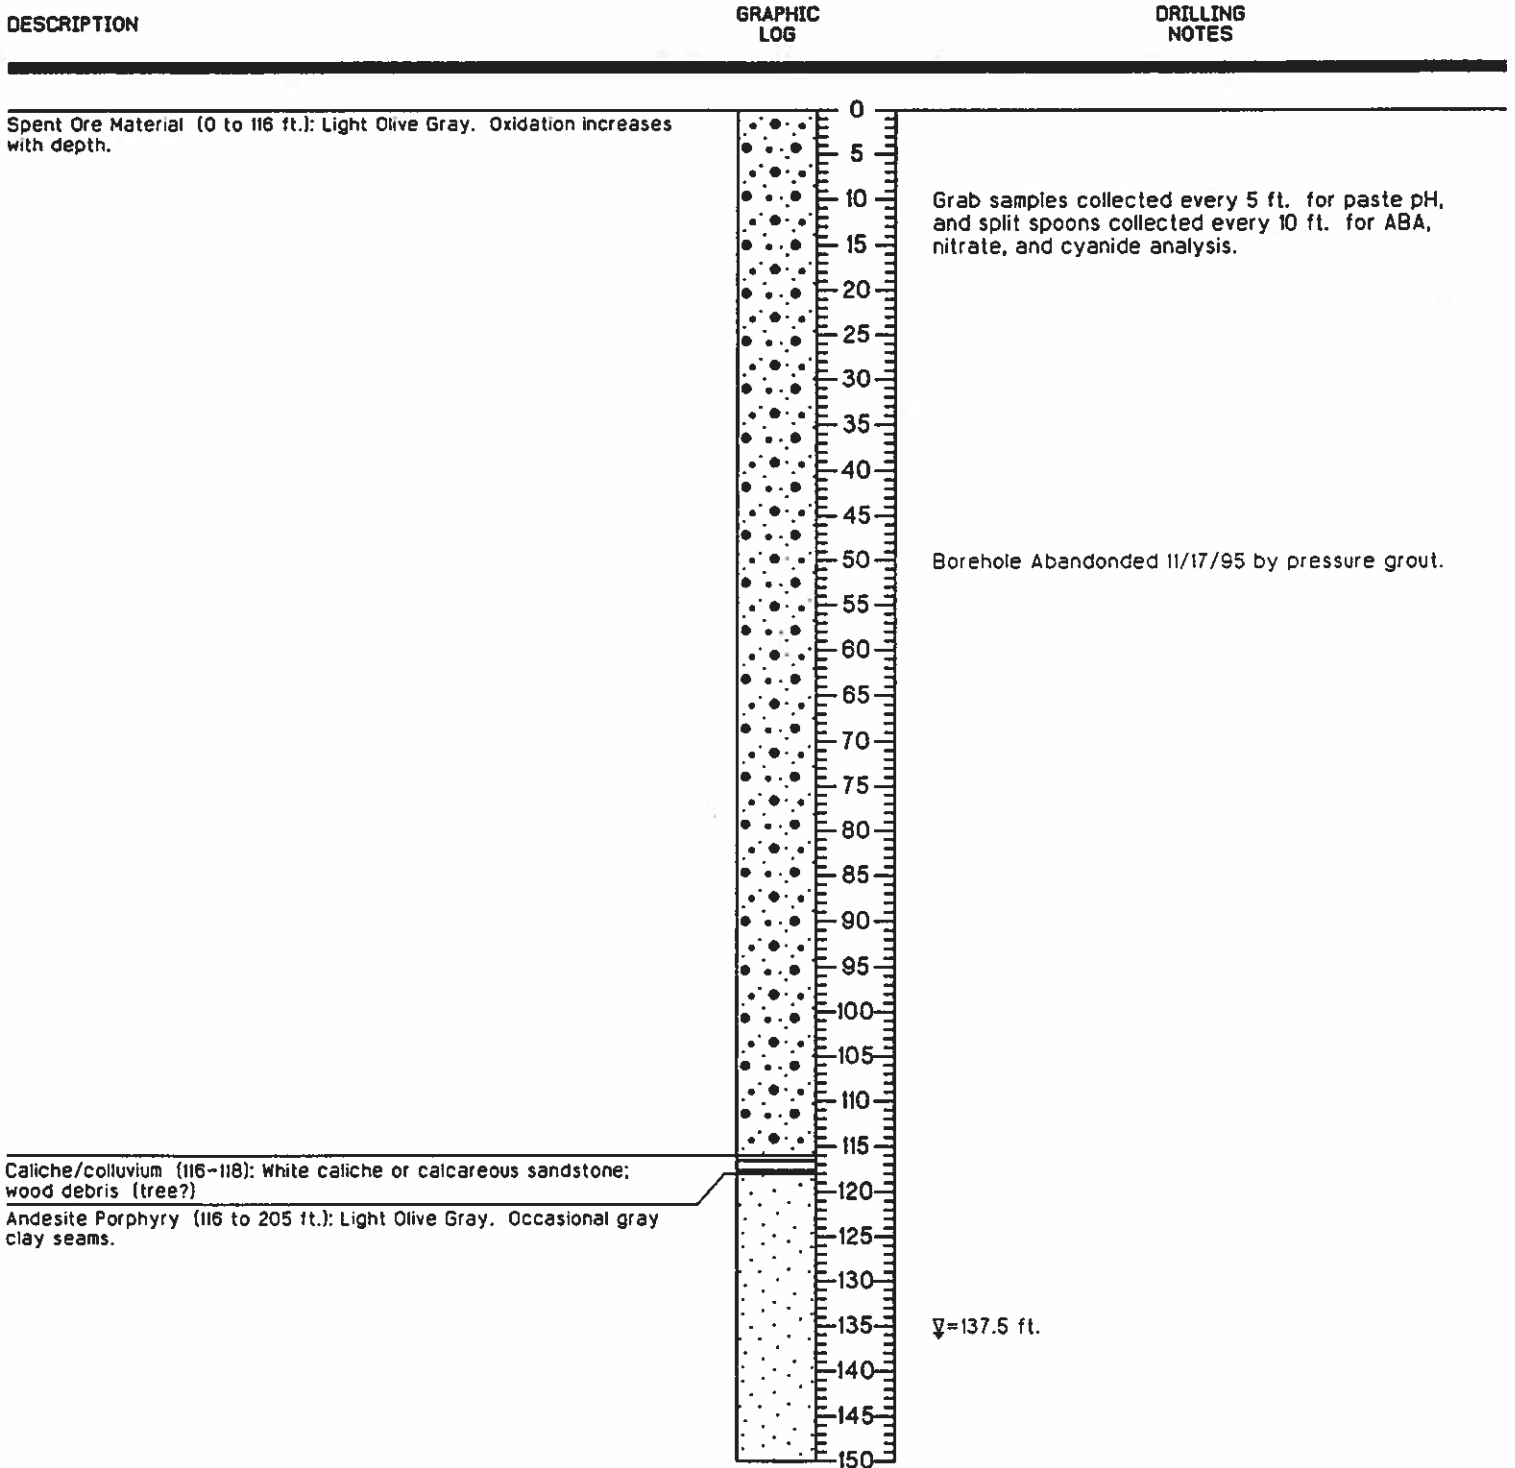 DESCRIPTION
GRAPHIC
LOG
DRILLING
NOTES
Spent Ore Material (0 to 116 ft.): Light Olive Gray. Oxidation increases
with depth.
0
5
10
15
20
25
30
35
40
45
50
55
60
65
70
75
80
85
90
95
100
105
110
115
120
125
130
135
140
145
150
Grab samples collected every 5 ft. for paste pH,
and split spoons collected every 10 ft. for ABA,
nitrate, and cyanide analysis.
Borehole Abandonded 11/17/95 by pressure grout.
Caliche/colluvium (116-118): White caliche or calcareous sandstone;
wood debris (tree?)
Andesite Porphyry (116 to 205 ft.): Light Olive Gray. Occasional gray
clay seams.
=137.5 ft.